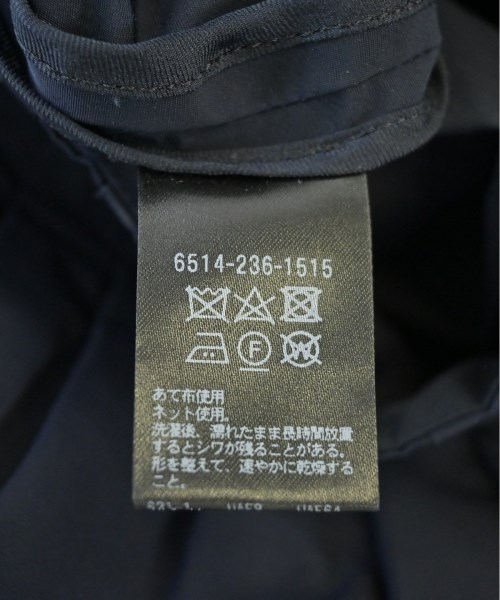 6514-236-1515
F
W
あて布使用
ネット使用。
洗濯後、濡れたまま長時間放置
するとシワが残ることがある。
形を整えて、速やかに乾燥する
こと。